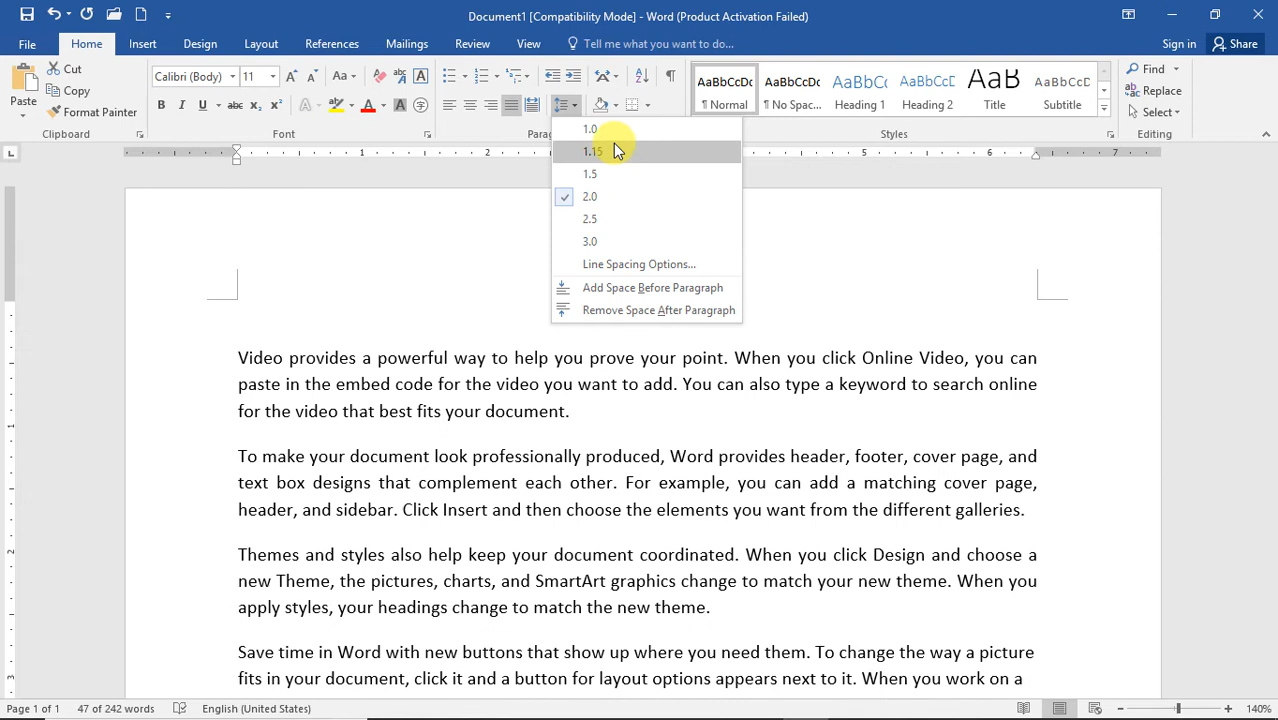 Document1 [Compatibility Mode] - Word (Product Activation Failed)
File Home Insert Design Layout References Mailings Review View Tell me what you want to do... Sign in Share
Paste
Cut
Copy
Format Painter
Clipboard
Calibri (Body) 11
Font
AaBbCcDc AaBbCcDc AaBbCc AaBbCcD AaB AaBbCcD
¶ Normal ¶ No Spac... Heading 1 Heading 2 Title Subtitle
Styles
Find
Replace
Select
Editing
1.0
1.15
1.5
2.0
2.5
3.0
Line Spacing Options...
Add Space Before Paragraph
Remove Space After Paragraph
1 1 2 5 6 7
Video provides a powerful way to help you prove your point. When you click Online Video, you can
paste in the embed code for the video you want to add. You can also type a keyword to search online
for the video that best fits your document.
To make your document look professionally produced, Word provides header, footer, cover page, and
text box designs that complement each other. For example, you can add a matching cover page,
header, and sidebar. Click Insert and then choose the elements you want from the different galleries.
Themes and styles also help keep your document coordinated. When you click Design and choose a
new Theme, the pictures, charts, and SmartArt graphics change to match your new theme. When you
apply styles, your headings change to match the new theme.
Save time in Word with new buttons that show up where you need them. To change the way a picture
fits in your document, click it and a button for layout options appears next to it. When you work on a
Page 1 of 1 47 of 242 words English (United States) 140%